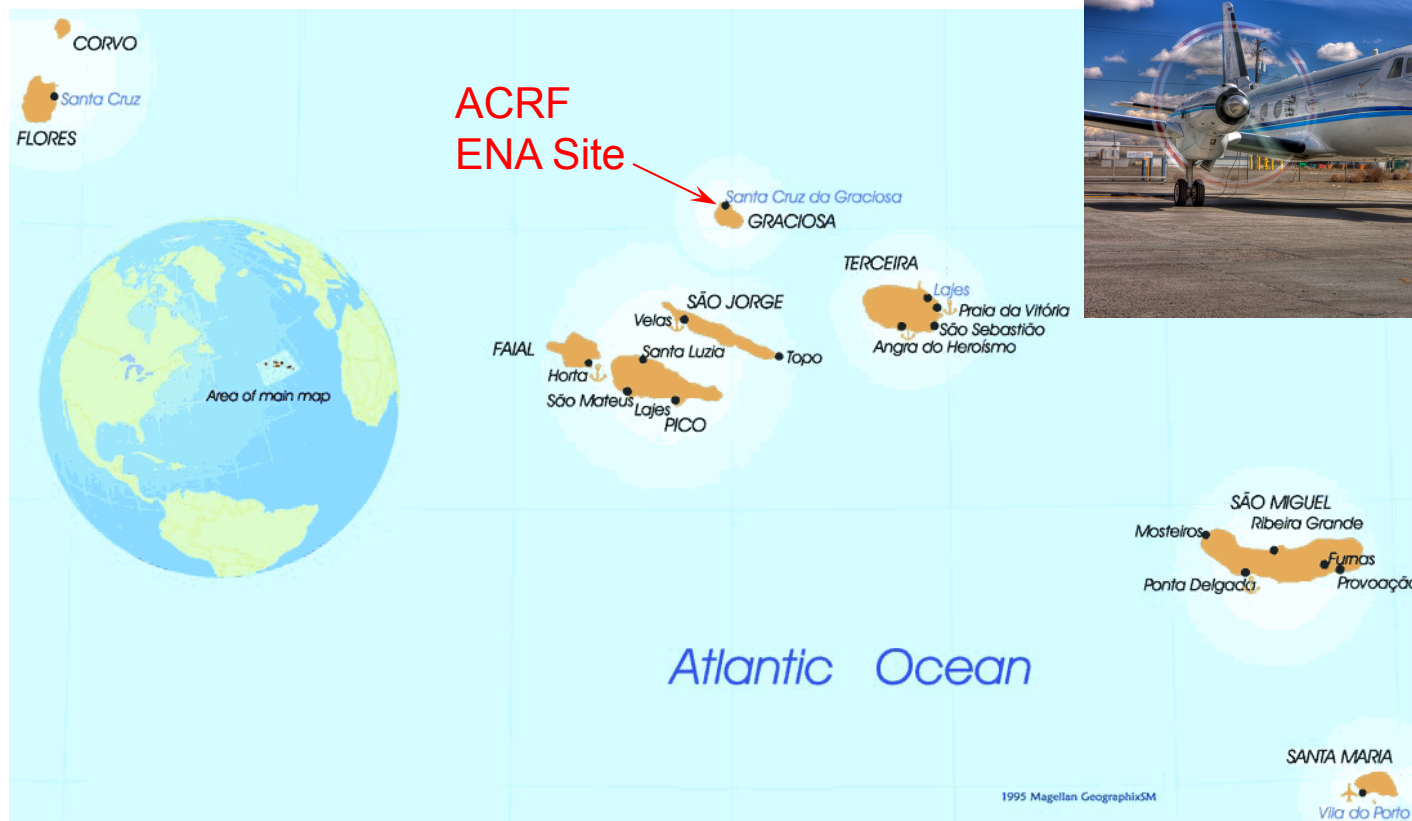 CORVO
Santa Cruz
FLORES
ACRF
ENA Site
Santa Cruz da Graciosa
GRACIOSA
TERCEIRA
Lajes
Praia da Vitória
São Sebastião
Angra do Heroísmo
SÃO JORGE
Velas
Topo
FAIAL
Horta
Santa Luzia
São Mateus
Lajes
PICO
Area of main map
SÃO MIGUEL
Mosteiros
Ribeira Grande
Furnas
Ponta Delgada
Provoação
Atlantic Ocean
SANTA MARIA
Vila do Porto
1995 Magellan GeographixSM